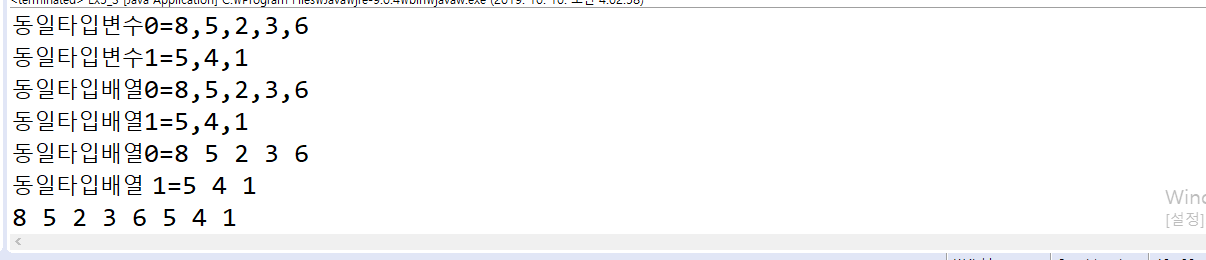 <terminated> Ex5_5 [Java Application] C:\Program Files\Java\jre-9.0.4\bin\javaw.exe (2019. 10. 10. 오전 4:02:58)
동일타입변수0=8,5,2,3,6
동일타입변수1=5,4,1
동일타입배열0=8,5,2,3,6
동일타입배열1=5,4,1
동일타입배열0=8 5 2 3 6
동일타입배열 1=5 4 1
8 5 2 3 6 5 4 1
Wind
[설정]